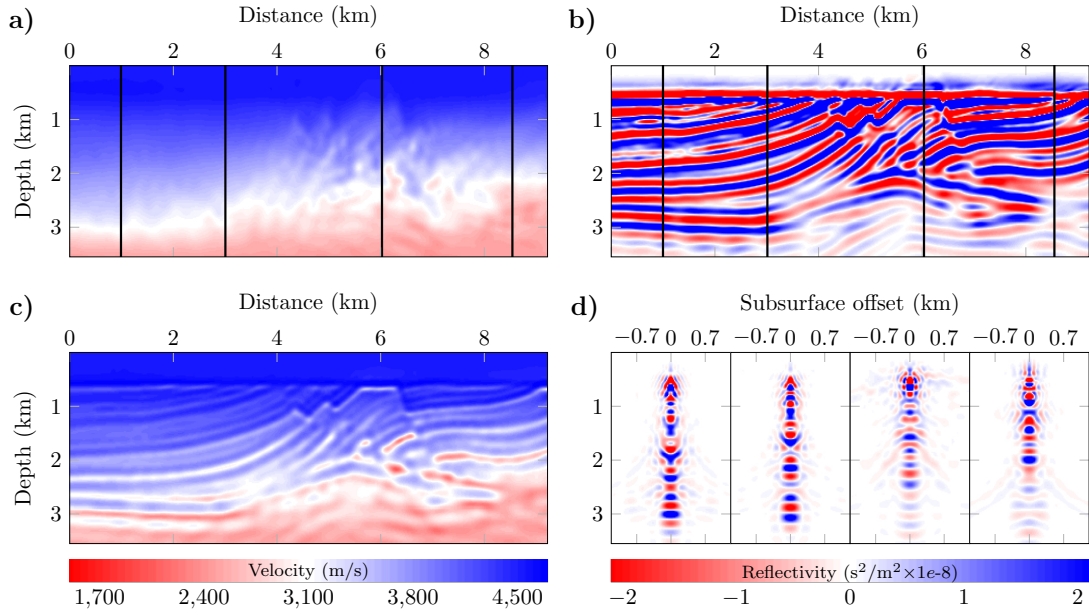 a)
Distance (km)
0 2 4 6 8
Depth (km)
1
2
3
b)
Distance (km)
0 2 4 6 8
1
2
3
c)
Distance (km)
0 2 4 6 8
Depth (km)
1
2
3
Velocity (m/s)
1,700 2,400 3,100 3,800 4,500
d)
Subsurface offset (km)
−0.7 0 0.7 −0.7 0 0.7 −0.7 0 0.7 −0.7 0 0.7
1
2
3
Reflectivity (s²/m²×1e-8)
−2 −1 0 1 2